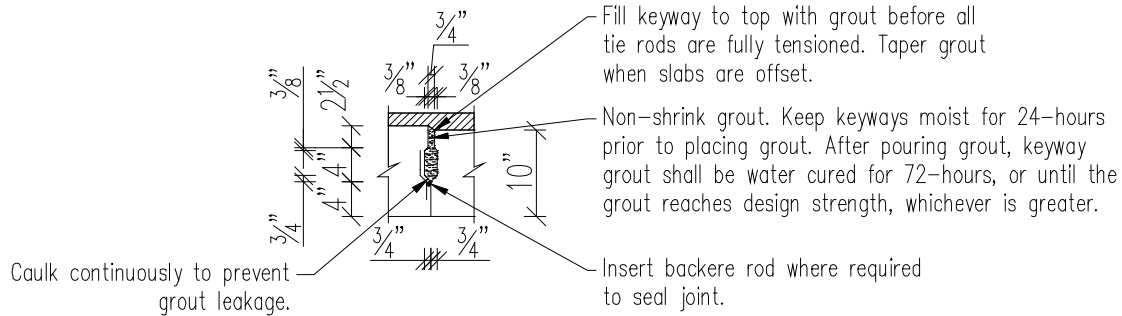 Fill keyway to top with grout before all
tie rods are fully tensioned. Taper grout
when slabs are offset.
3/4"
3/8" 3/8"
3/8" 2 1/2"
4"
4"
3/4"
10"
Non-shrink grout. Keep keyways moist for 24-hours
prior to placing grout. After pouring grout, keyway
grout shall be water cured for 72-hours, or until the
grout reaches design strength, whichever is greater.
3/4" 3/4"
Caulk continuously to prevent
grout leakage.
Insert backere rod where required
to seal joint.